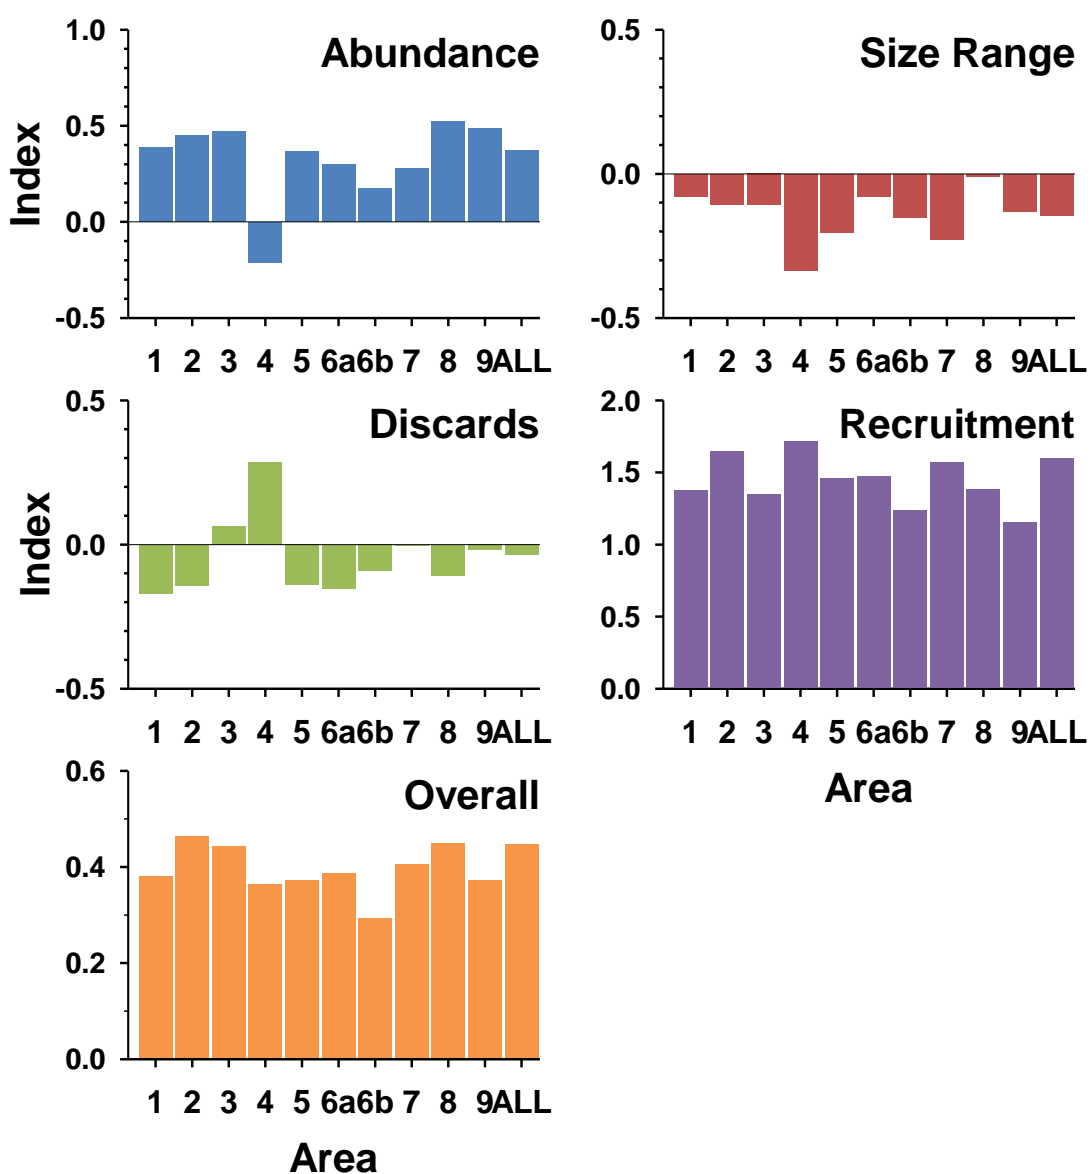 Abundance
1.0
0.5
0.0
-0.5
Index
1 2 3 4 5 6a6b 7 8 9ALL
Size Range
0.5
0.0
-0.5
1 2 3 4 5 6a6b 7 8 9ALL
Discards
0.5
0.0
-0.5
Index
1 2 3 4 5 6a6b 7 8 9ALL
Recruitment
2.0
1.5
1.0
0.5
0.0
1 2 3 4 5 6a6b 7 8 9ALL
Area
Overall
0.6
0.4
0.2
0.0
1 2 3 4 5 6a6b 7 8 9ALL
Area